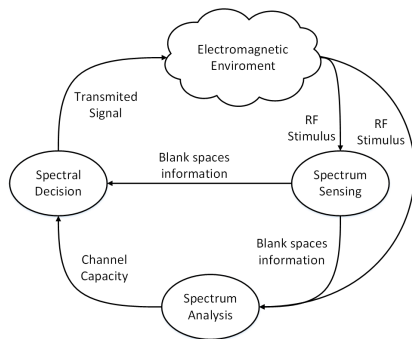 Electromagnetic
Enviroment
Transmited
Signal
RF
Stimulus
RF
Stimulus
Blank spaces
information
Spectral
Decision
Spectrum
Sensing
Channel
Capacity
Blank spaces
information
Spectrum
Analysis